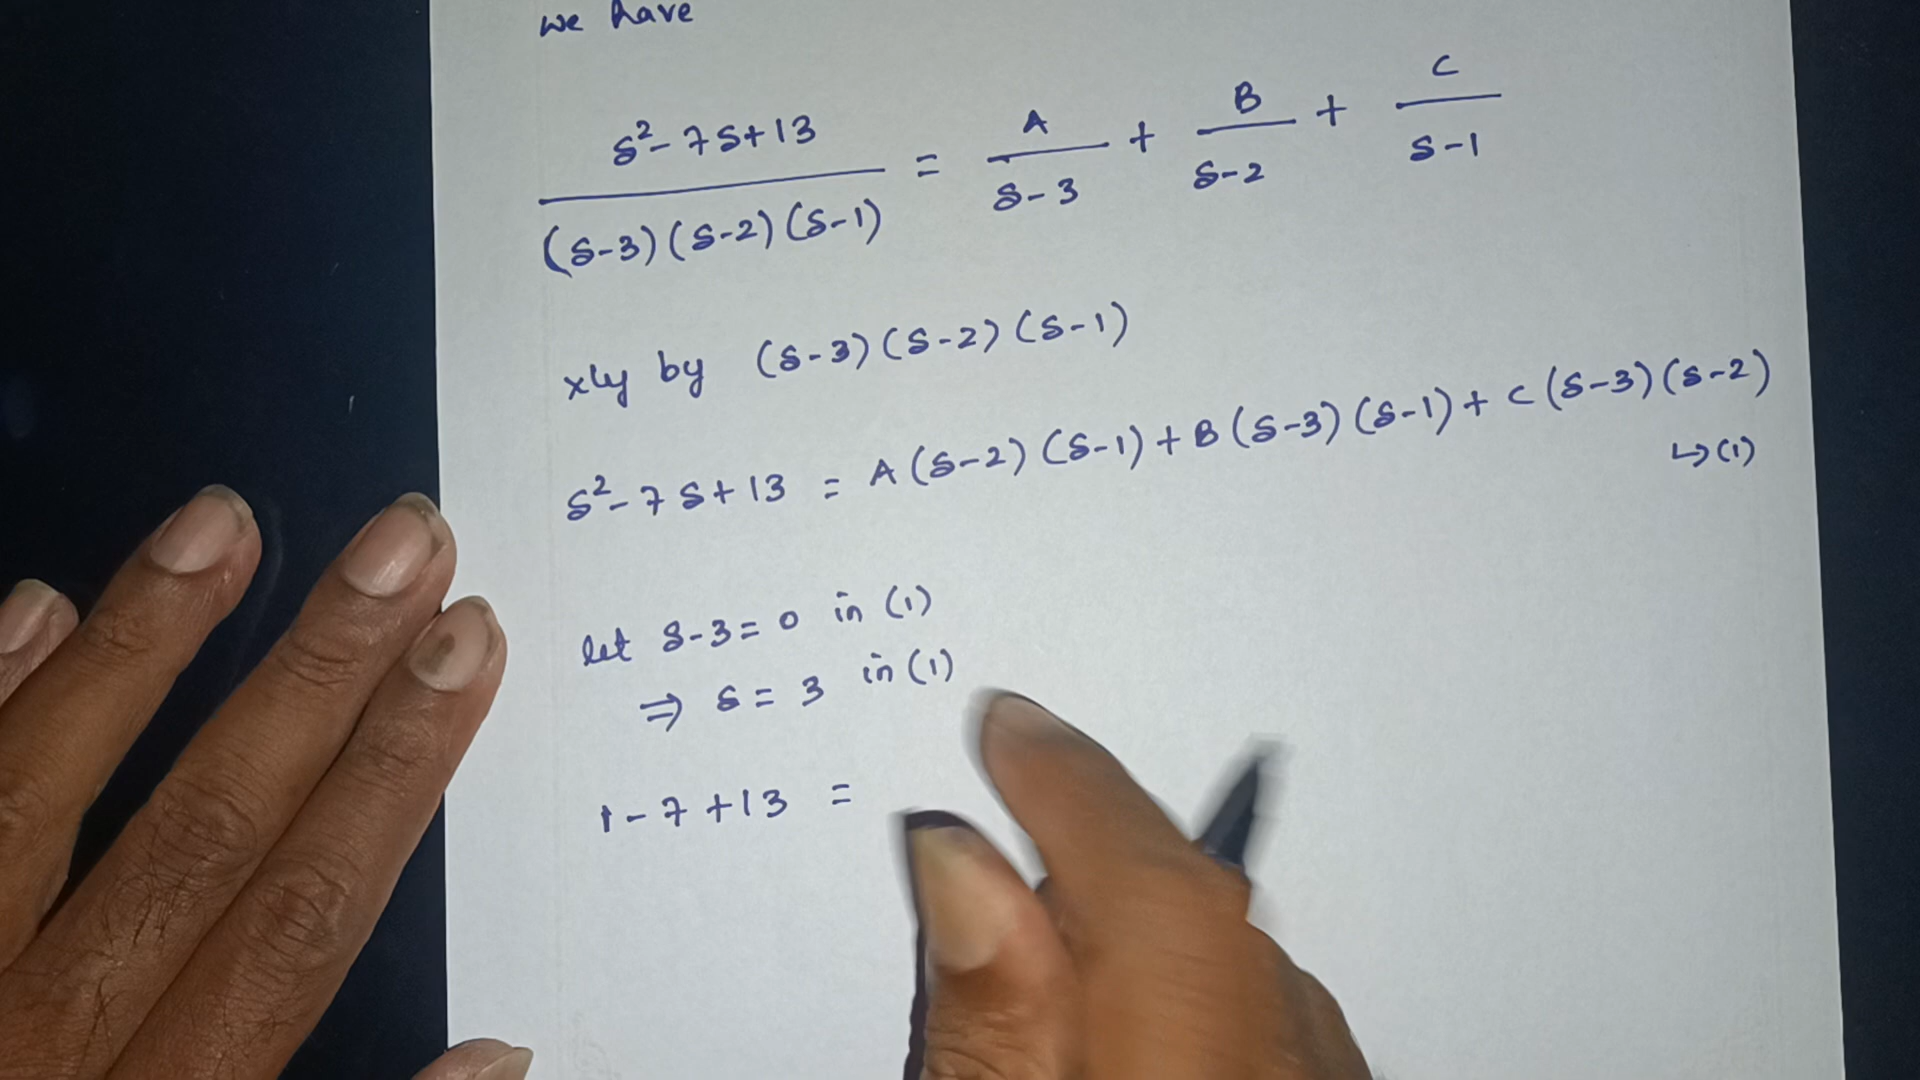 we have
s²-7s+13 / (s-3)(s-2)(s-1) = A / s-3 + B / s-2 + C / s-1
xly by (s-3)(s-2)(s-1)
s²-7s+13 = A(s-2)(s-1)+B(s-3)(s-1)+C(s-3)(s-2)
↳(1)
let s-3=0 in (1)
⇒ s=3 in (1)
1-7+13 =